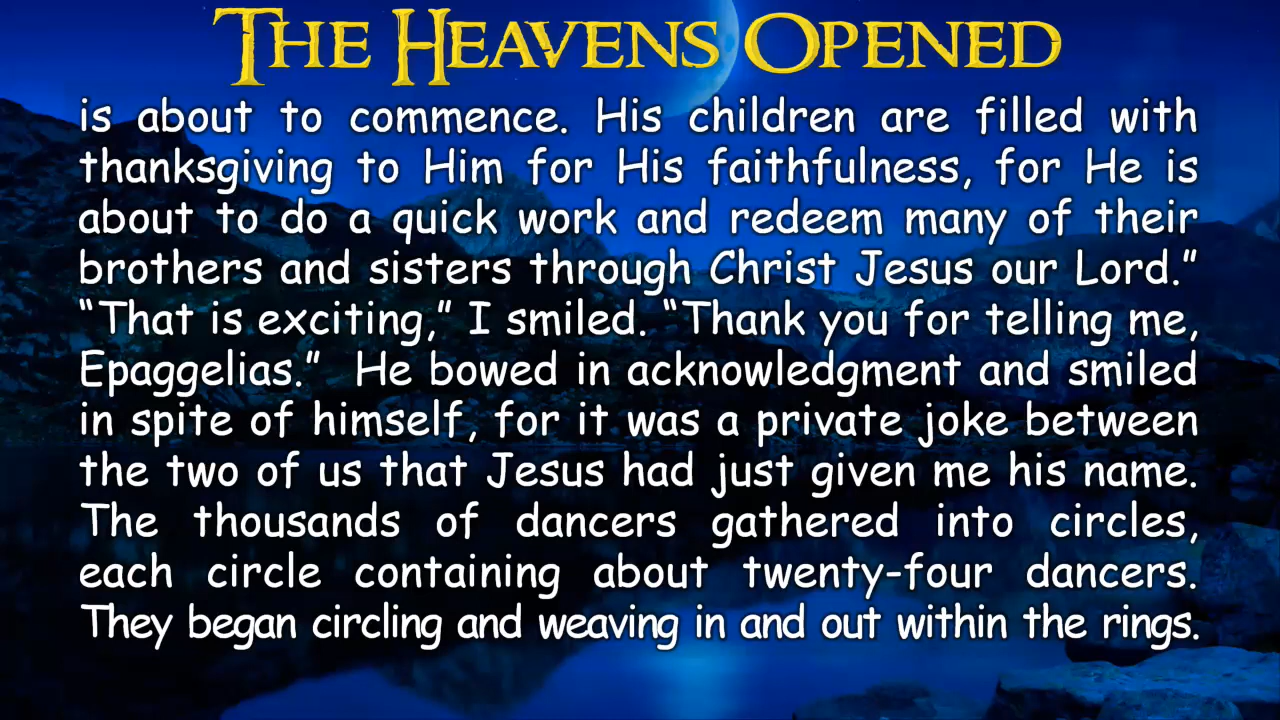 The Heavens Opened
is about to commence. His children are filled with
thanksgiving to Him for His faithfulness, for He is
about to do a quick work and redeem many of their
brothers and sisters through Christ Jesus our Lord.”
“That is exciting,” I smiled. “Thank you for telling me,
Epaggelias.”  He bowed in acknowledgment and smiled
in spite of himself, for it was a private joke between
the two of us that Jesus had just given me his name.
The thousands of dancers gathered into circles,
each circle containing about twenty-four dancers.
They began circling and weaving in and out within the rings.